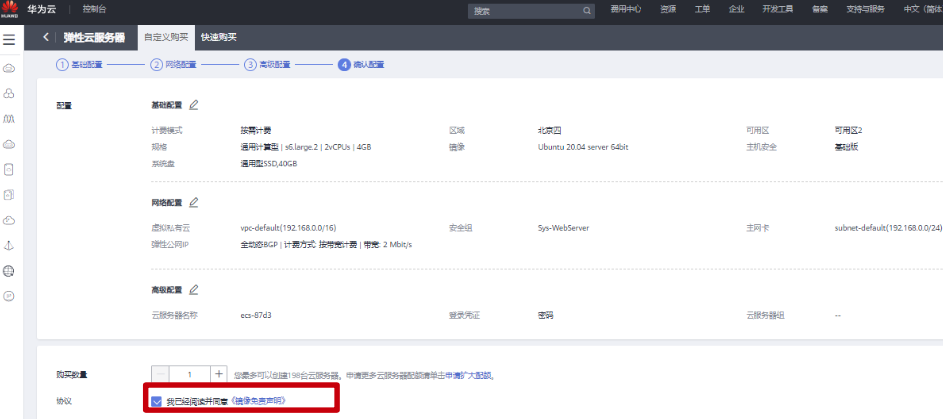 HUAWEI 华为云 控制台 搜索 费用中心 资源 工单 企业 开发工具 备案 支持与服务 中文 (简体
弹性云服务器 自定义购买 快速购买
1 基础配置 2 网络配置 3 高级配置 4 确认配置
配置 基础配置
计费模式 按需计费 区域 北京四 可用区 可用区2
规格 通用计算型 | s6.large.2 | 2vCPUs | 4GB 镜像 Ubuntu 20.04 server 64bit 主机安全 基础版
系统盘 通用型SSD,40GB
网络配置
虚拟私有云 vpc-default(192.168.0.0/16) 安全组 Sys-WebServer 主网卡 subnet-default(192.168.0.0/24)
弹性公网IP 全动态BGP | 计费方式: 按带宽计费 | 带宽: 2 Mbit/s
高级配置
云服务器名称 ecs-87d3 登录凭证 密码 云服务器组 --
购买数量 － 1 + 您最多可以创建198台云服务器。申请更多云服务器配额请单击申请扩大配额。
协议 我已经阅读并同意《镜像免责声明》